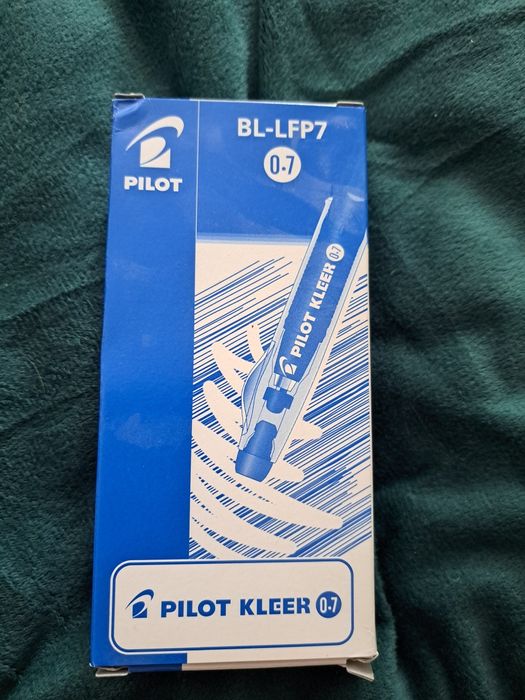 BL-LFP7
0.7
PILOT
PILOT KLEER 0.7
PILOT KLEER 0.7